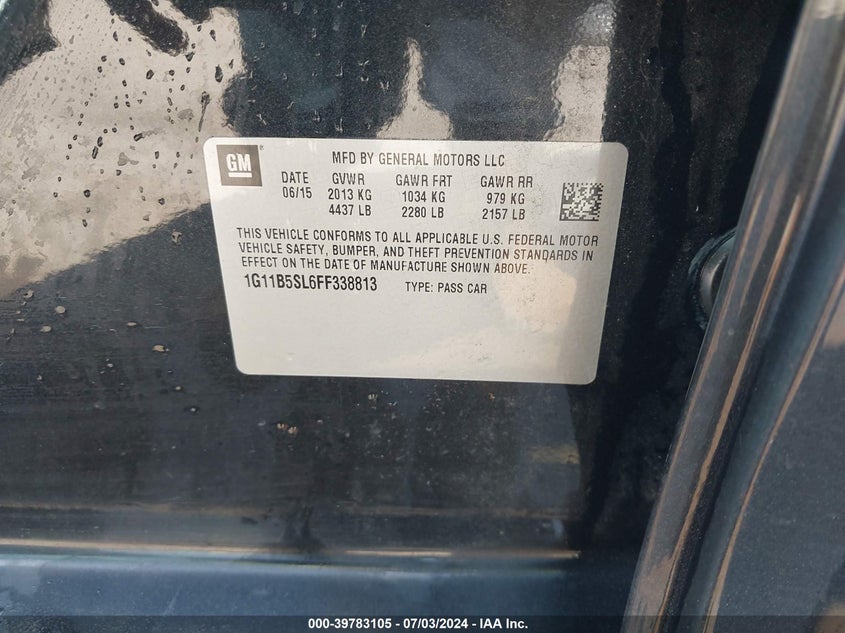 GM ®
MFD BY GENERAL MOTORS LLC
DATE GVWR GAWR FRT GAWR RR
06/15 2013 KG 1034 KG 979 KG
4437 LB 2280 LB 2157 LB
THIS VEHICLE CONFORMS TO ALL APPLICABLE U.S. FEDERAL MOTOR
VEHICLE SAFETY, BUMPER, AND THEFT PREVENTION STANDARDS IN
EFFECT ON THE DATE OF MANUFACTURE SHOWN ABOVE.
1G11B5SL6FF338813 TYPE: PASS CAR
000-39783105 - 07/03/2024 - IAA Inc.